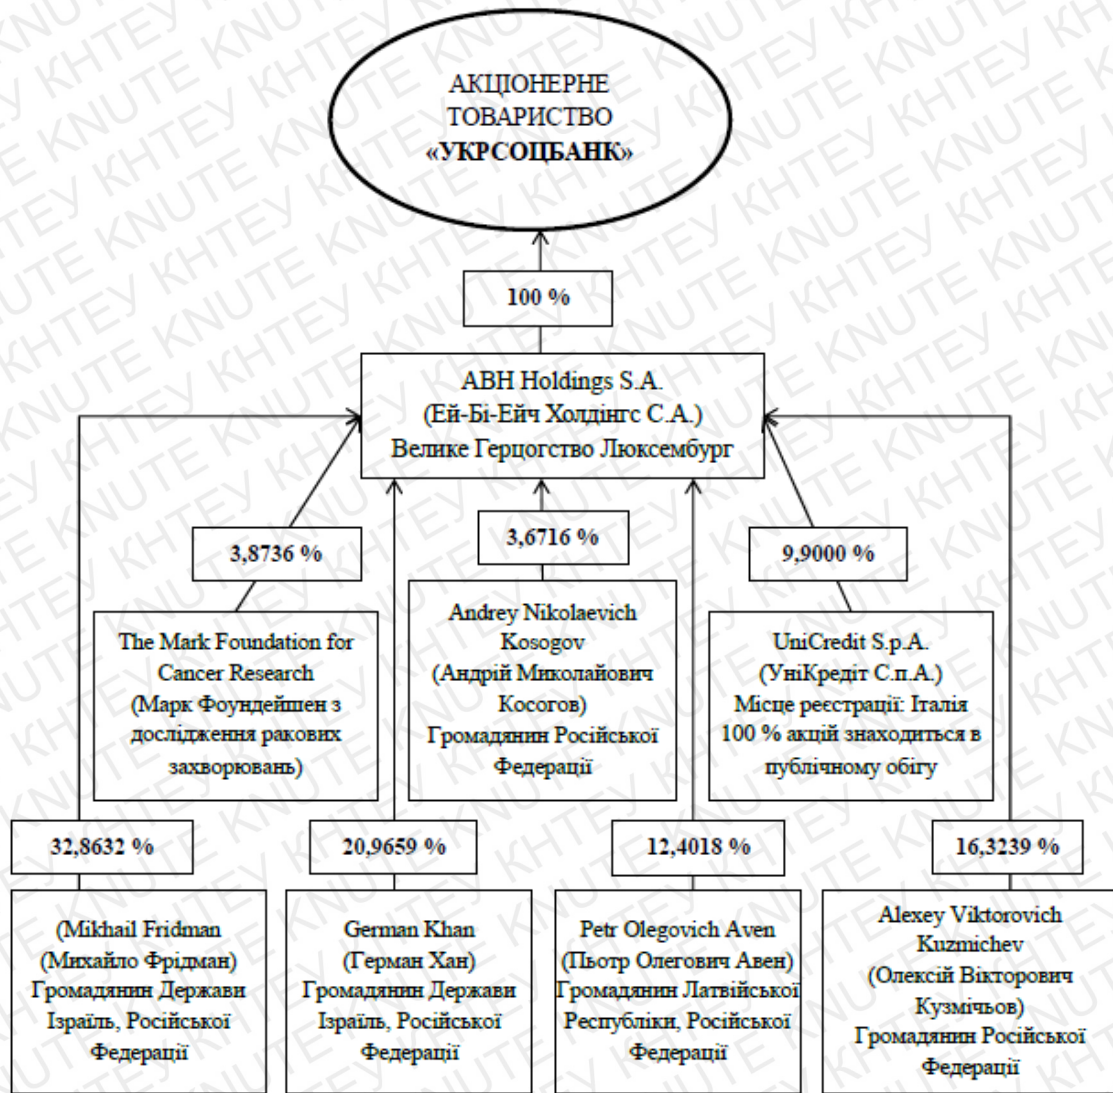 АКЦІОНЕРНЕ
ТОВАРИСТВО
«УКРСОЦБАНК»
100 %
ABH Holdings S.A.
(Ей-Бі-Ейч Холдінгс С.А.)
Велике Герцогство Люксембург
3,8736 %
3,6716 %
9,9000 %
The Mark Foundation for
Cancer Research
(Марк Фоундейшен з
дослідження ракових
захворювань)
Andrey Nikolaevich
Kosogov
(Андрій Миколайович
Косогов)
Громадянин Російської
Федерації
UniCredit S.p.A.
(УніКредіт С.п.А.)
Місце реєстрації: Італія
100 % акцій знаходиться в
публічному обігу
32,8632 %
20,9659 %
12,4018 %
16,3239 %
(Mikhail Fridman
(Михайло Фрідман)
Громадянин Держави
Ізраїль, Російської
Федерації
German Khan
(Герман Хан)
Громадянин Держави
Ізраїль, Російської
Федерації
Petr Olegovich Aven
(Пьотр Олегович Авен)
Громадянин Латвійської
Республіки, Російської
Федерації
Alexey Viktorovich
Kuzmichev
(Олексій Вікторович
Кузмічьов)
Громадянин Російської
Федерації